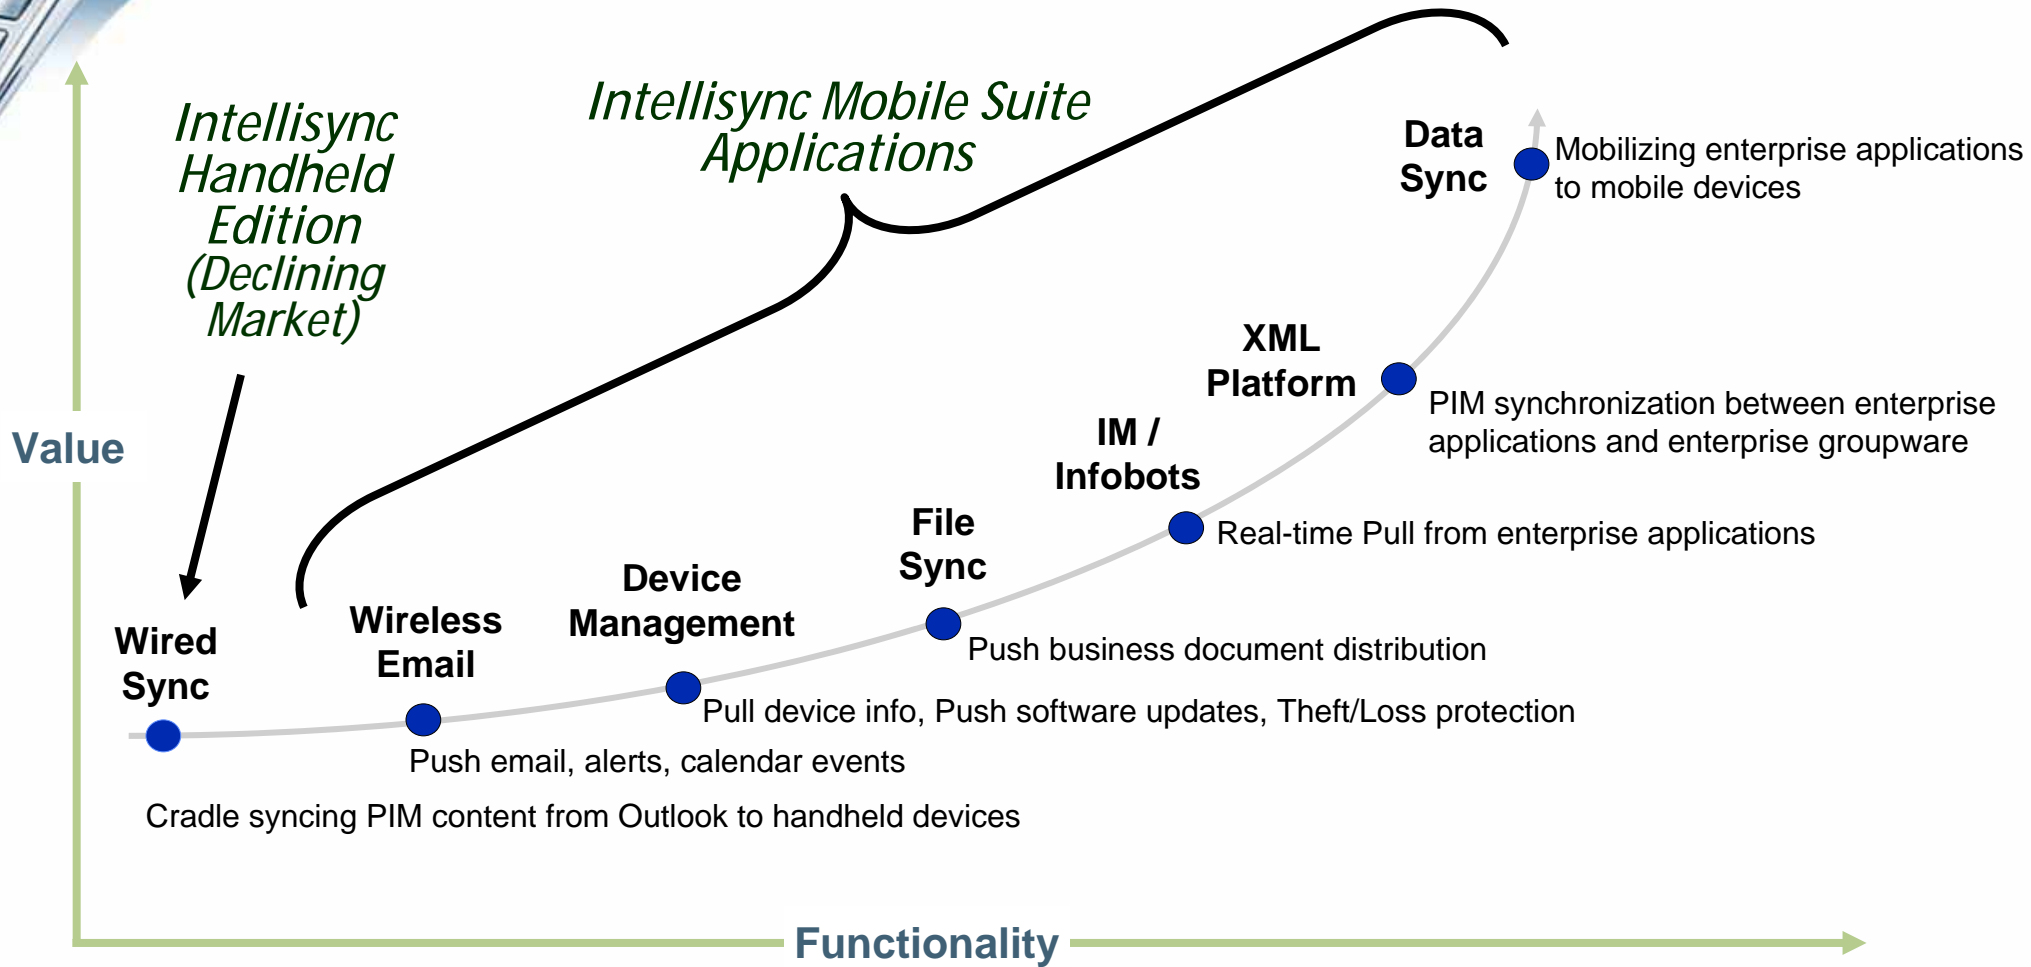 Intellisync
Handheld
Edition
(Declining
Market)
Intellisync Mobile Suite
Applications
Data
Sync
Mobilizing enterprise applications
to mobile devices
XML
Platform
PIM synchronization between enterprise
applications and enterprise groupware
Value
IM /
Infobots
Real-time Pull from enterprise applications
File
Sync
Push business document distribution
Device
Management
Pull device info, Push software updates, Theft/Loss protection
Wireless
Email
Push email, alerts, calendar events
Wired
Sync
Cradle syncing PIM content from Outlook to handheld devices
Functionality